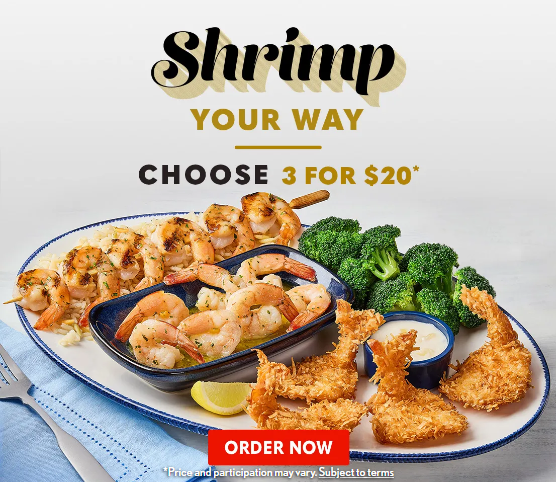 Shrimp
YOUR WAY
CHOOSE 3 FOR $20*
ORDER NOW
*Price and participation may vary. Subject to terms